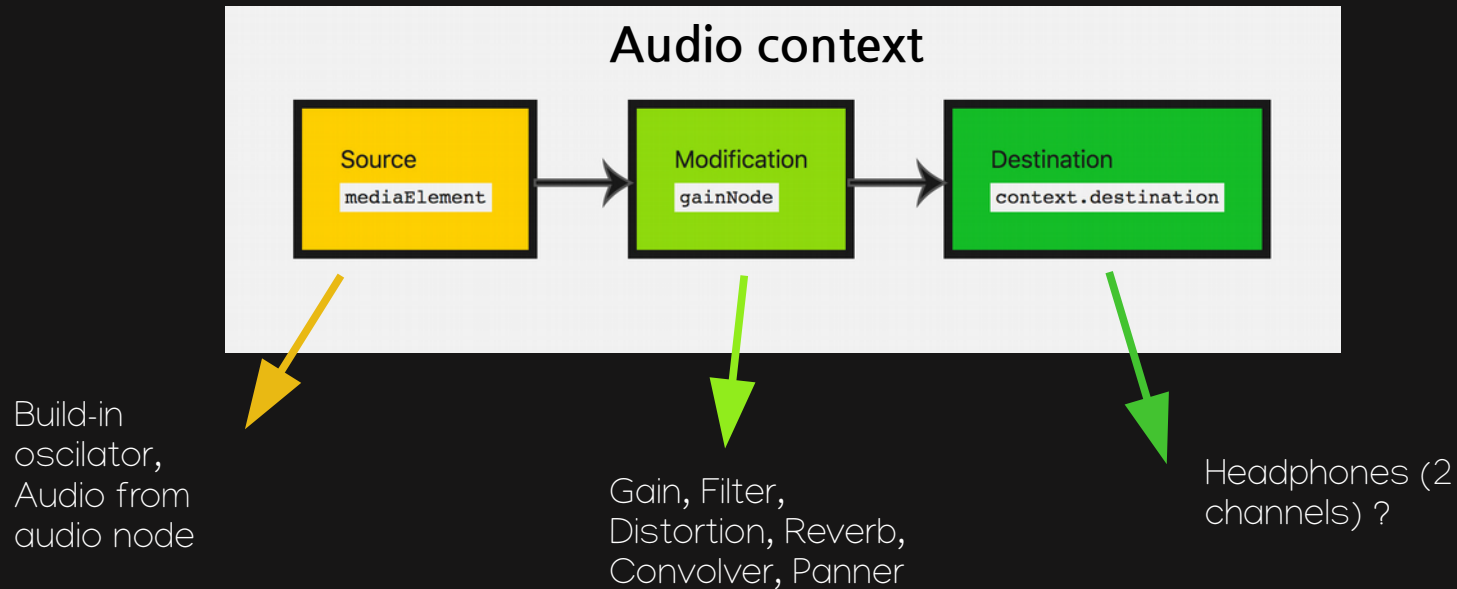 Audio context
Source
mediaElement
Modification
gainNode
Destination
context.destination
Build-in
oscilator,
Audio from
audio node
Gain, Filter,
Distortion, Reverb,
Convolver, Panner
Headphones (2
channels) ?